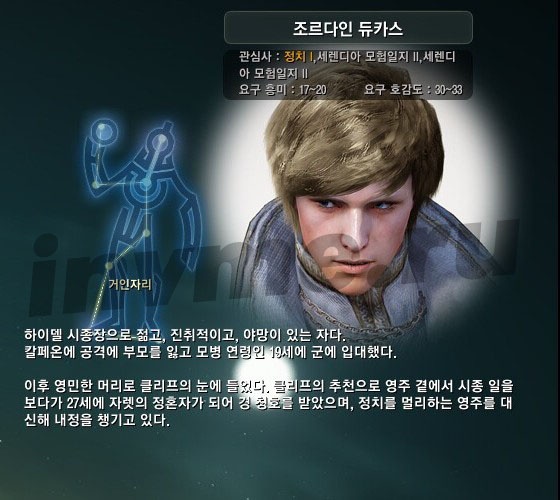 조르다인 듀카스
관심사 : 정치 I,세렌디아 모험일지 II,세렌디
아 모험일지 II
요구 흥미 : 17~20 요구 호감도 : 30~33
거인자리
inyme.ru
하이델 시종장으로 젊고, 진취적이고, 야망이 있는 자다.
칼페온에 공격에 부모를 잃고 모병 연령인 19세에 군에 입대했다.
이후 영민한 머리로 클리프의 눈에 들었다. 클리프의 추천으로 영주 곁에서 시종 일을
보다가 27세에 자렛의 정혼자가 되어 경 칭호를 받았으며, 정치를 멀리하는 영주를 대
신해 내정을 챙기고 있다.